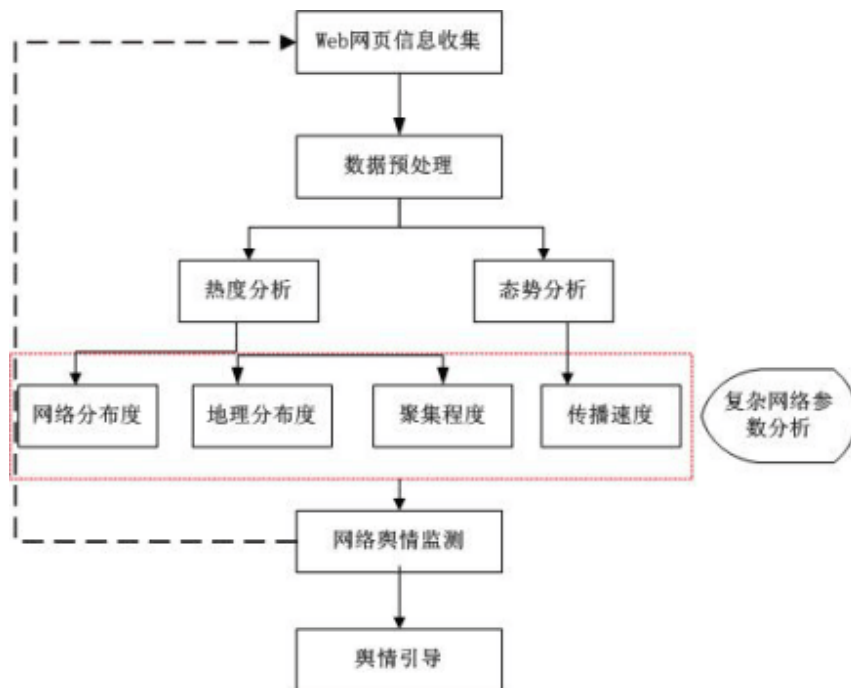 Web网页信息收集
数据预处理
热度分析
态势分析
网络分布度
地理分布度
聚集程度
传播速度
复杂网络参
数分析
网络舆情监测
舆情引导